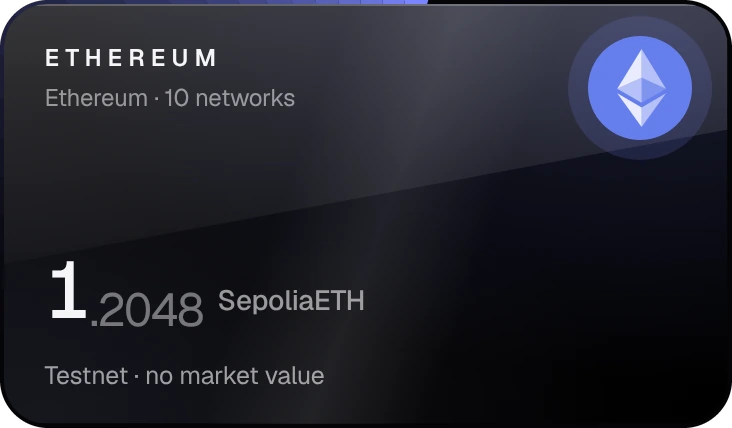 ETHEREUM
Ethereum · 10 networks
1.2048 SepoliaETH
Testnet · no market value